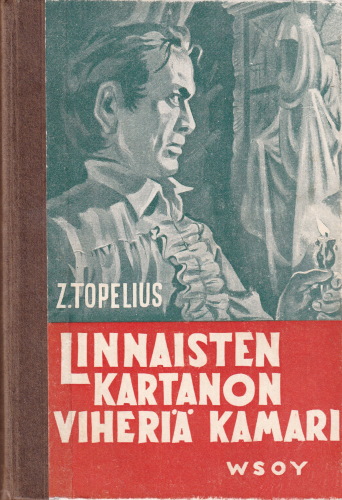 Z.TOPELIUS
LINNAISTEN
KARTANON
VIHERIÄ KAMARI
WSOY